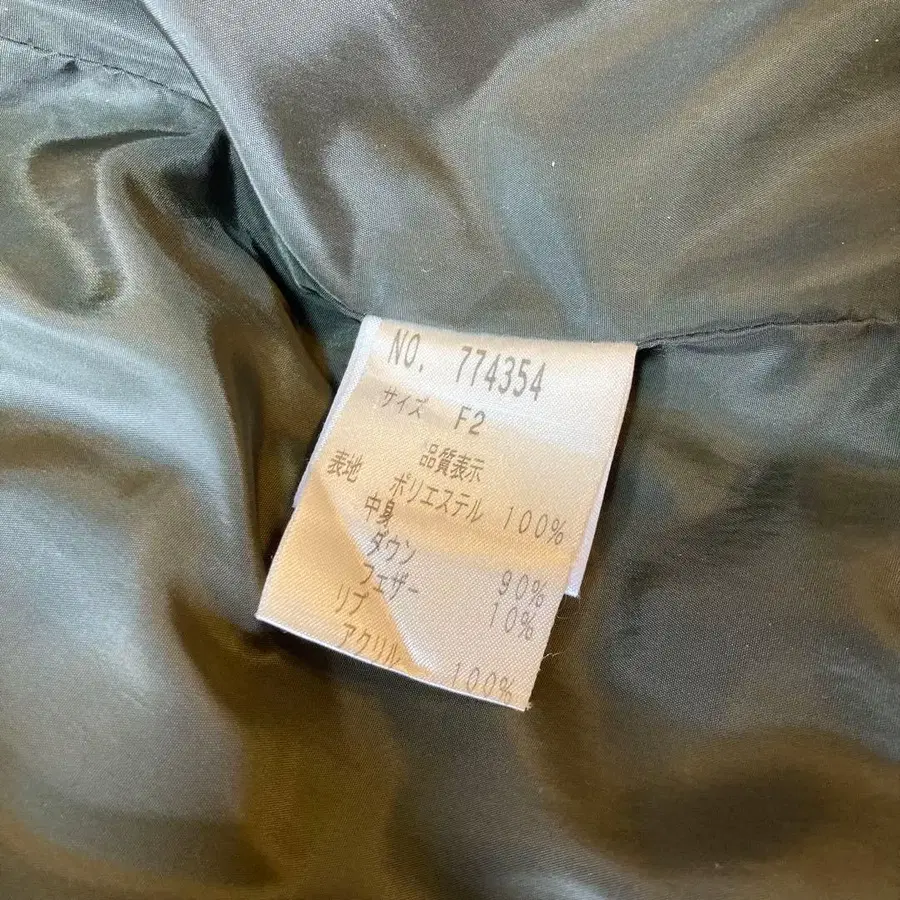 NO. 774354
サイズ F2
品質表示
表地 ポリエステル 100%
中身
ダウン 90%
フェザー 10%
リブ
アクリル 100%